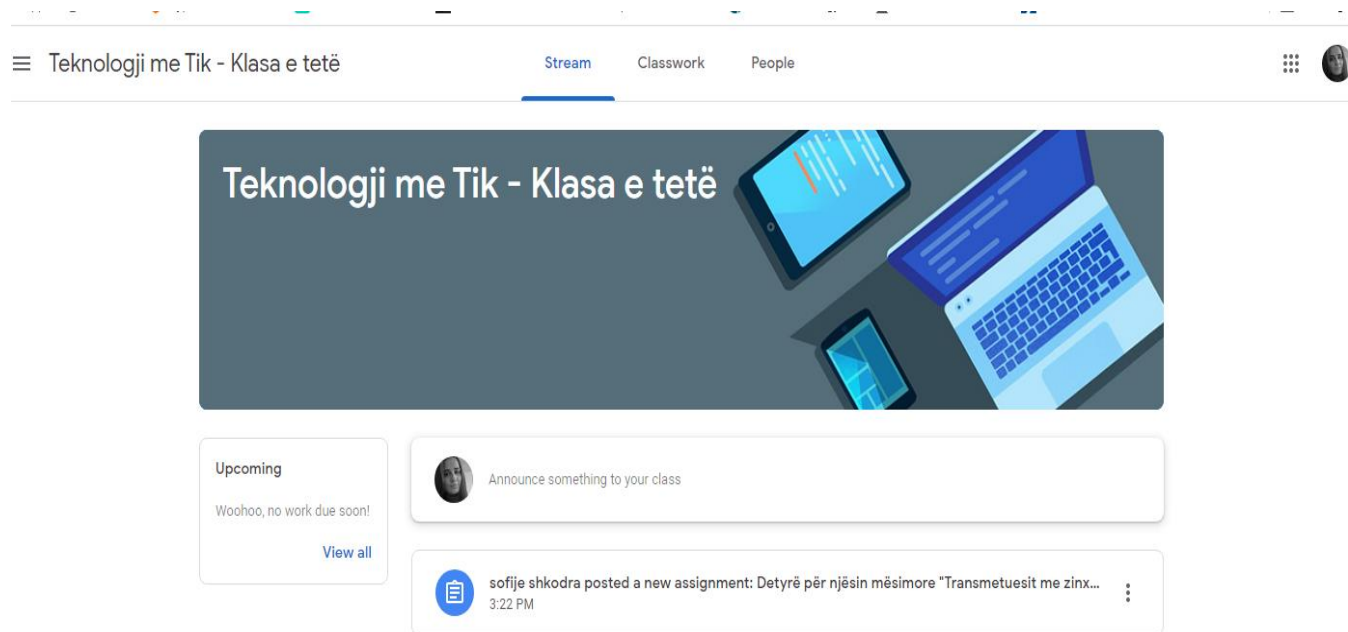 Teknologji me Tik - Klasa e tetë
Stream Classwork People
Teknologji me Tik - Klasa e tetë
Upcoming
Woohoo, no work due soon!
View all
Announce something to your class
sofije shkodra posted a new assignment: Detyrë për njësin mësimore "Transmetuesit me zinx...
3:22 PM